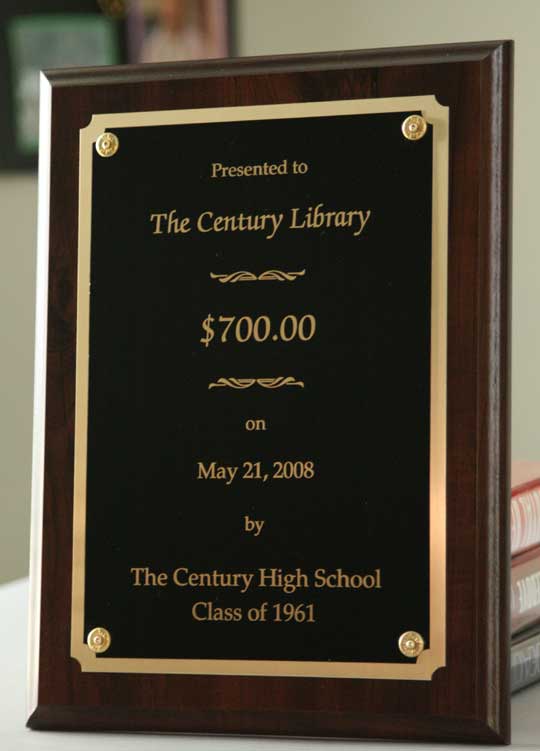 Presented to
The Century Library
$700.00
on
May 21, 2008
by
The Century High School
Class of 1961